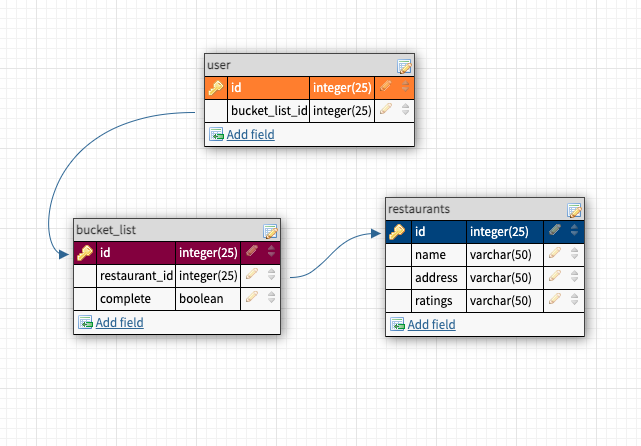 user
id integer(25)
bucket_list_id integer(25)
Add field
bucket_list
id integer(25)
restaurant_id integer(25)
complete boolean
Add field
restaurants
id integer(25)
name varchar(50)
address varchar(50)
ratings varchar(50)
Add field